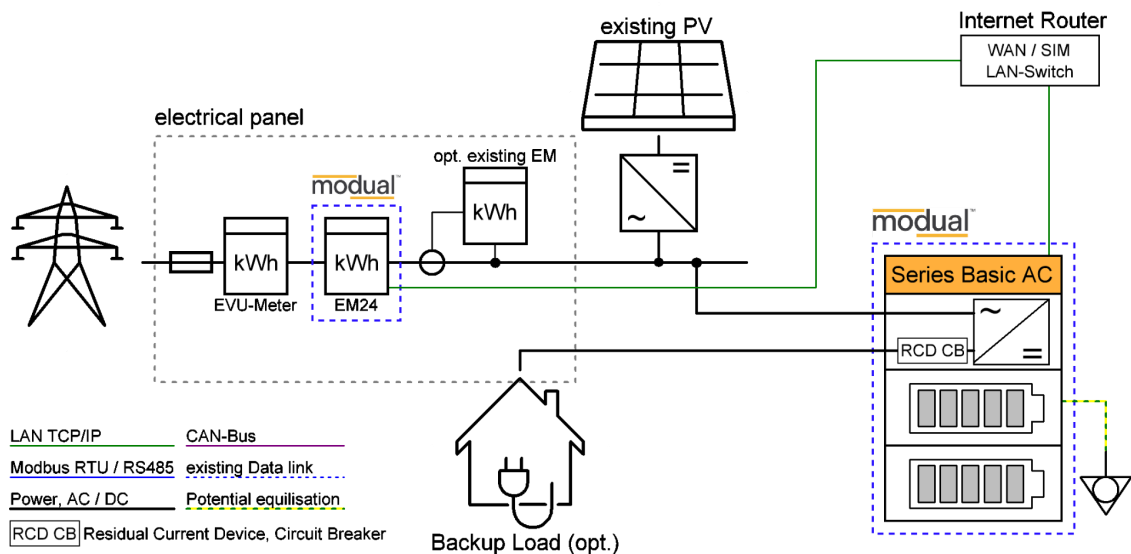 existing PV
Internet Router
WAN / SIM
LAN-Switch
electrical panel
opt. existing EM
kWh
modual™
kWh
EVU-Meter
kWh
EM24
~
=
modual™
Series Basic AC
~
=
RCD CB
LAN TCP/IP
CAN-Bus
Modbus RTU / RS485
existing Data link
Power, AC / DC
Potential equilisation
RCD CB Residual Current Device, Circuit Breaker
Backup Load (opt.)